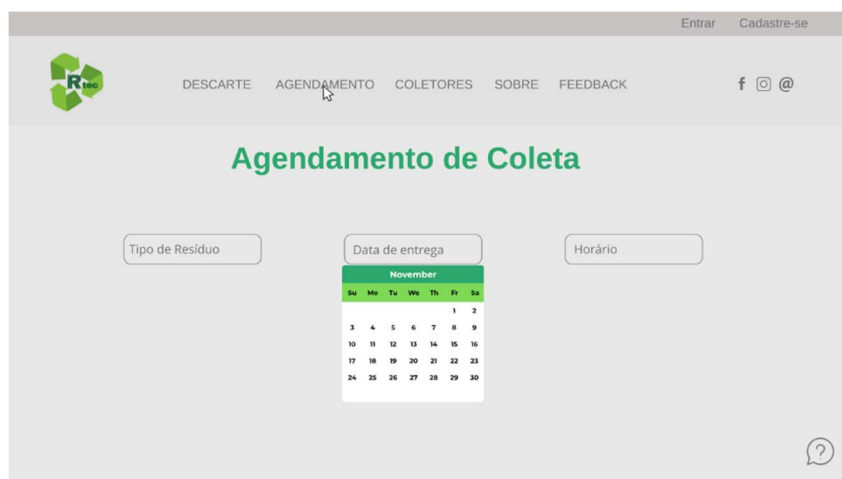 Entrar Cadastre-se
R tec
DESCARTE AGENDAMENTO COLETORES SOBRE FEEDBACK f @
Agendamento de Coleta
Tipo de Resíduo Data de entrega Horário
November
Su Mo Tu We Th Fr Sa
1 2
3 4 5 6 7 8 9
10 11 12 13 14 15 16
17 18 19 20 21 22 23
24 25 26 27 28 29 30
?